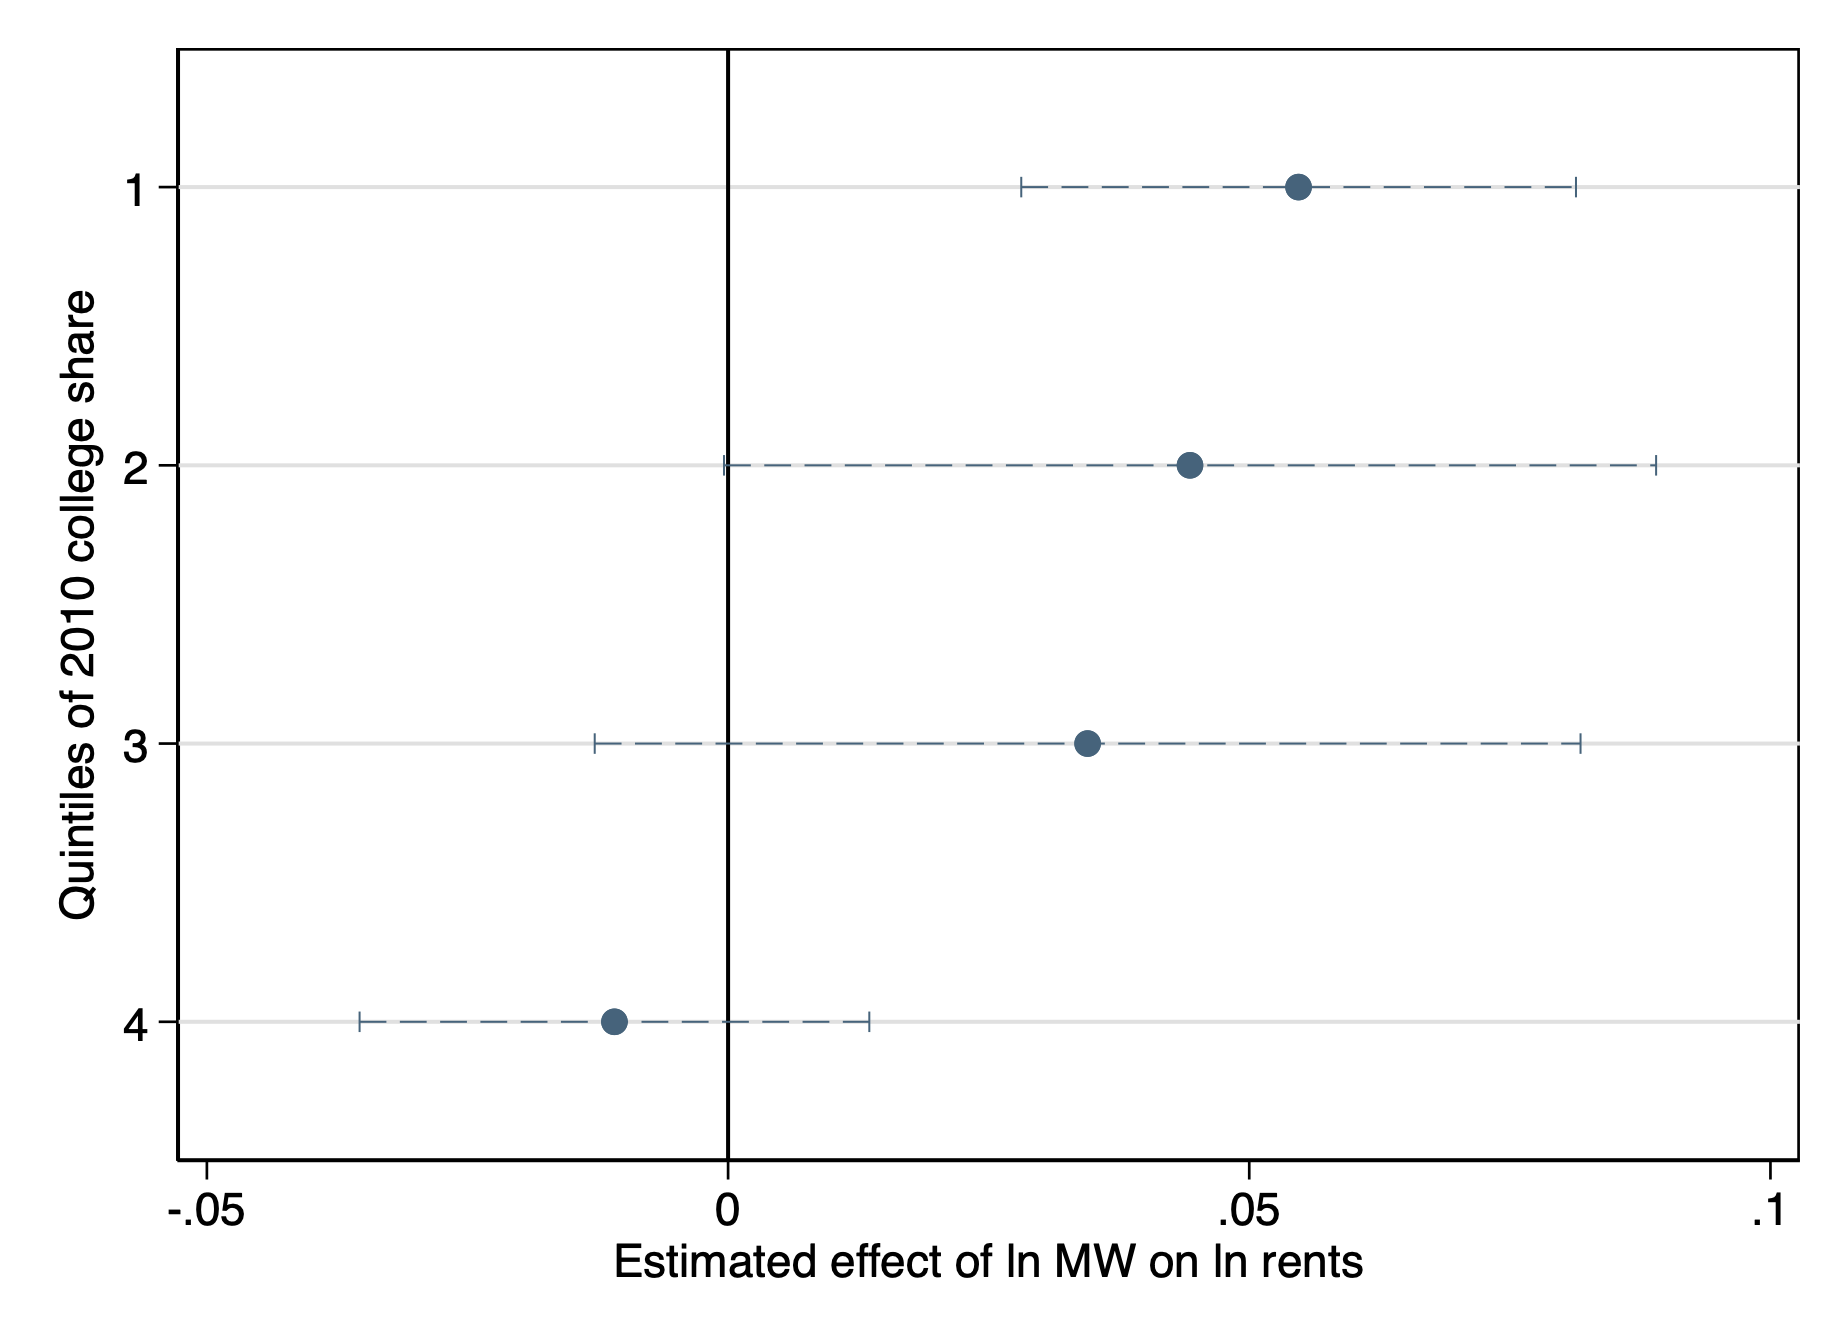 Quintiles of 2010 college share
1
2
3
4
-.05 0 .05 .1
Estimated effect of ln MW on ln rents